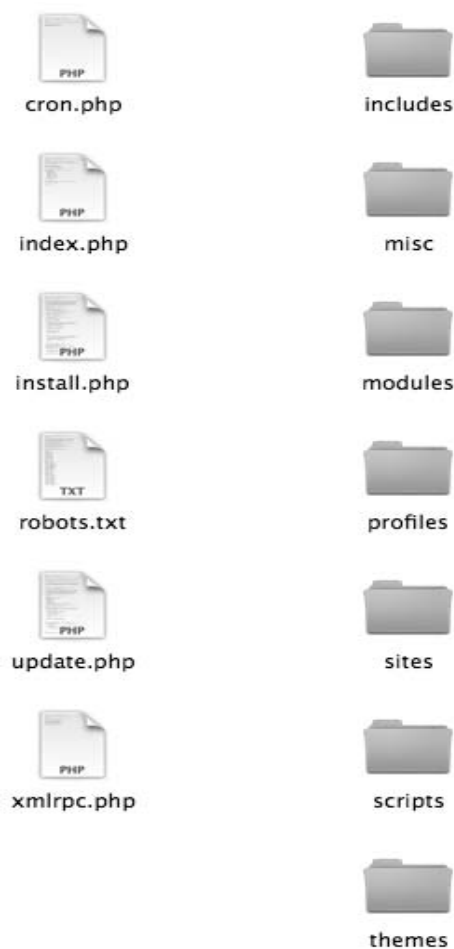 PHP
cron.php
includes
PHP
index.php
misc
PHP
install.php
modules
TXT
robots.txt
profiles
PHP
update.php
sites
PHP
xmlrpc.php
scripts
themes